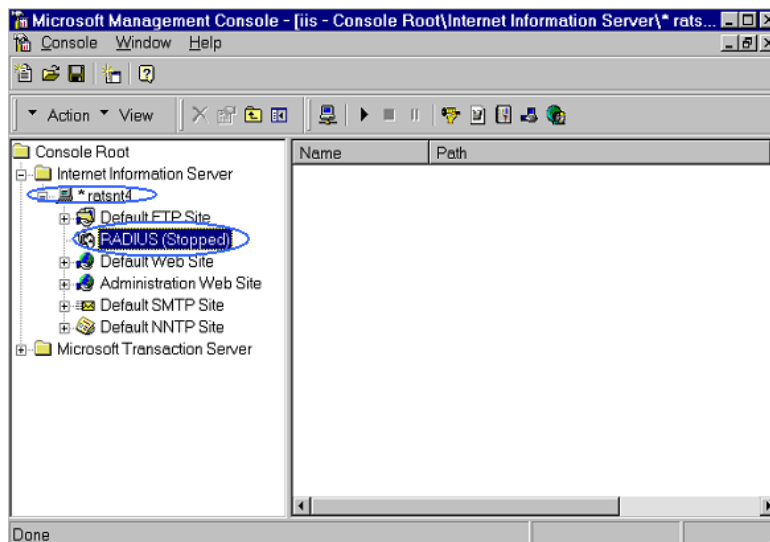 Microsoft Management Console - [iis - Console Root\Internet Information Server\* rats...
Console Window Help
Action View
Console Root
Internet Information Server
* ratsnt4
Default FTP Site
RADIUS (Stopped)
Default Web Site
Administration Web Site
Default SMTP Site
Default NNTP Site
Microsoft Transaction Server
Name Path
Done